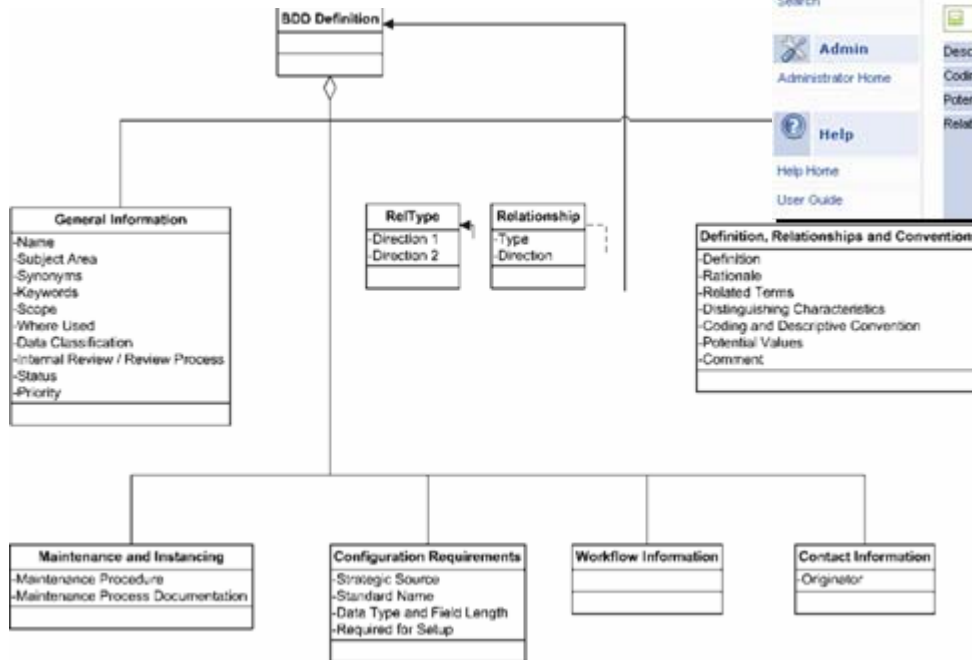 BDD Definition
Search
Admin
Administrator Home
Help
Help Home
User Guide
General Information
-Name
-Subject Area
-Synonyms
-Keywords
-Scope
-Where Used
-Data Classification
-Internal Review / Review Process
-Status
-Priority
RelType
-Direction 1
-Direction 2
Relationship
-Type
-Direction
Definition, Relationships and Convention
-Definition
-Rationale
-Related Terms
-Distinguishing Characteristics
-Coding and Descriptive Convention
-Potential Values
-Comment
Maintenance and Instancing
-Maintenance Procedure
-Maintenance Process Documentation
Configuration Requirements
-Strategic Source
-Standard Name
-Data Type and Field Length
-Required for Setup
Workflow Information
Contact Information
-Originator